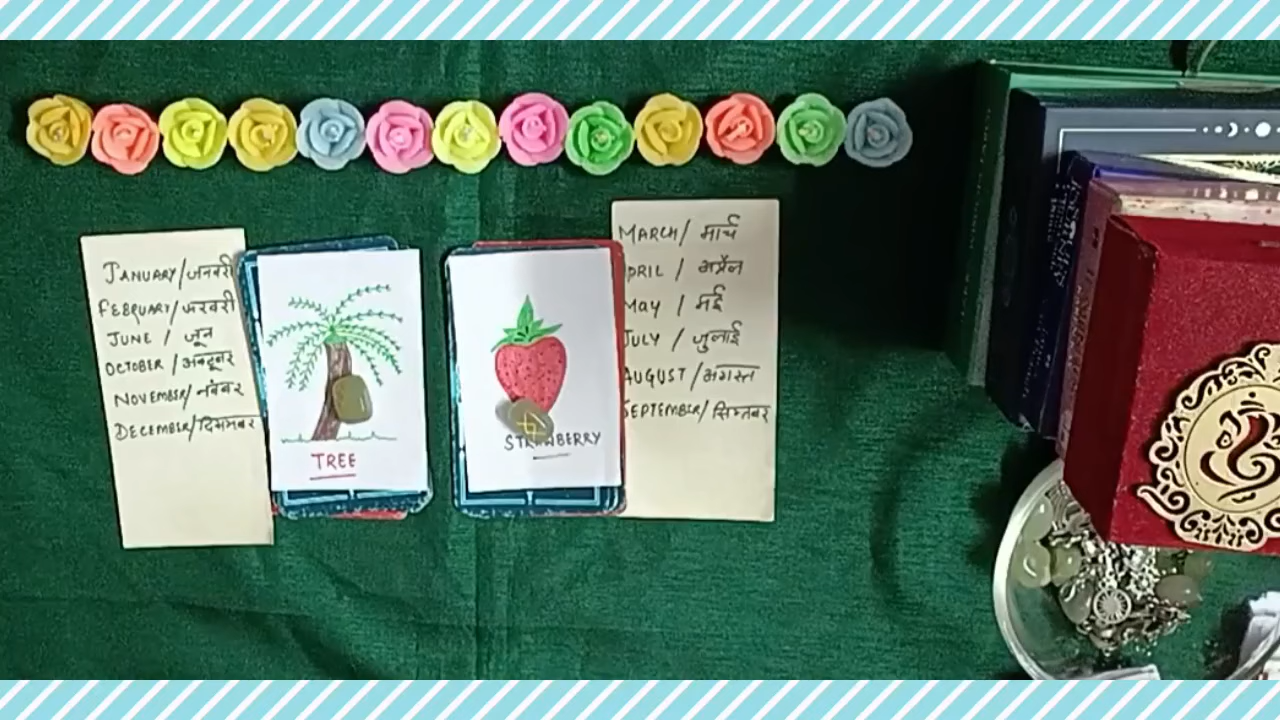 JANUARY/जनवरी
FEBRUARY/फरवरी
JUNE / जून
OCTOBER /अक्टूबर
NOVEMBER/नवंबर
DECEMBER/दिसम्बर
TREE
STRAWBERRY
MARCH/ मार्च
APRIL / अप्रैल
May / मई
JULY / जुलाई
AUGUST /अगस्त
SEPTEMBER/ सितम्बर